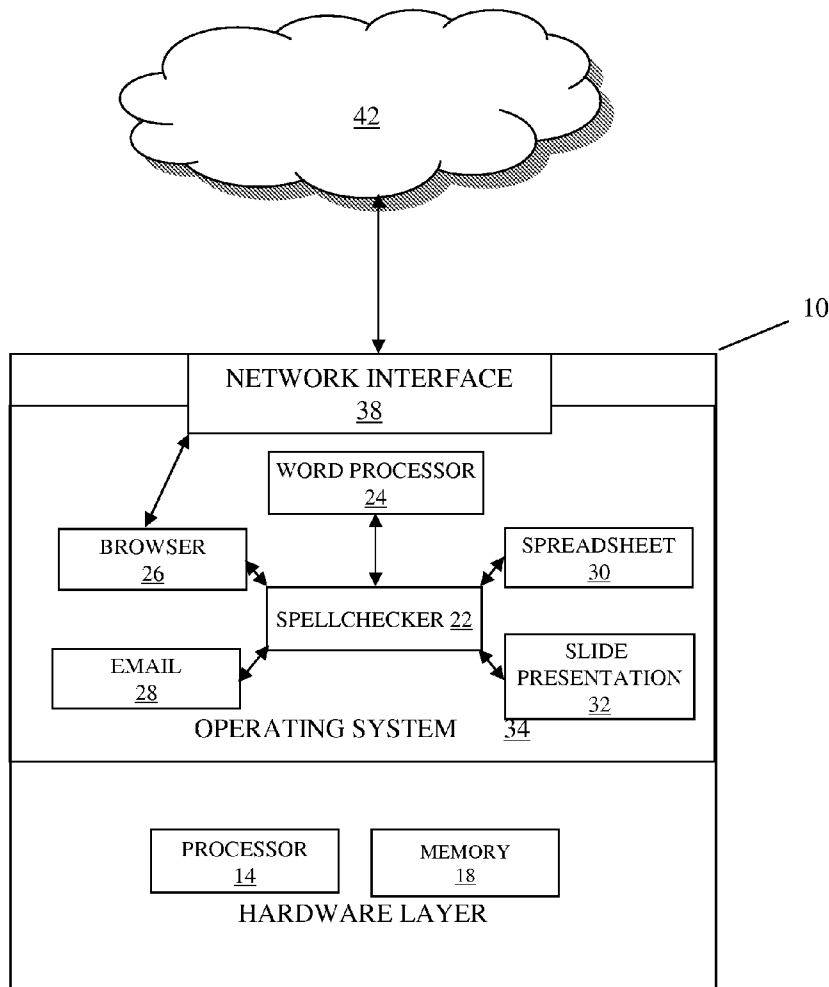 42
10
NETWORK INTERFACE
38
WORD PROCESSOR
24
BROWSER
26
SPREADSHEET
30
SPELLCHECKER 22
EMAIL
28
SLIDE
PRESENTATION
32
OPERATING SYSTEM 34
PROCESSOR
14
MEMORY
18
HARDWARE LAYER